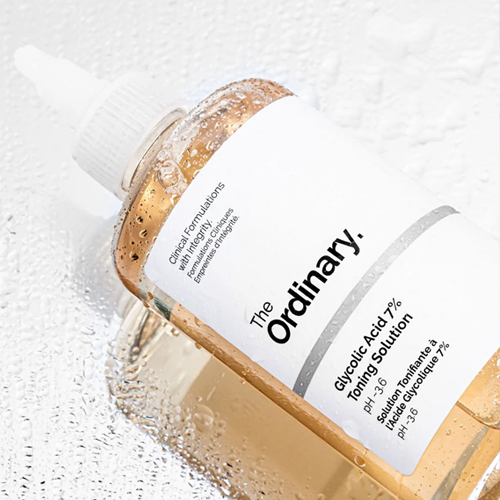 Clinical Formulations
with Integrity.
Formulations Cliniques
Empreintes d'intégrité.
The
Ordinary.
Glycolic Acid 7%
Toning Solution
pH ~3.6
Solution Tonifiante à
l'Acide Glycolique 7%
pH ~3.6